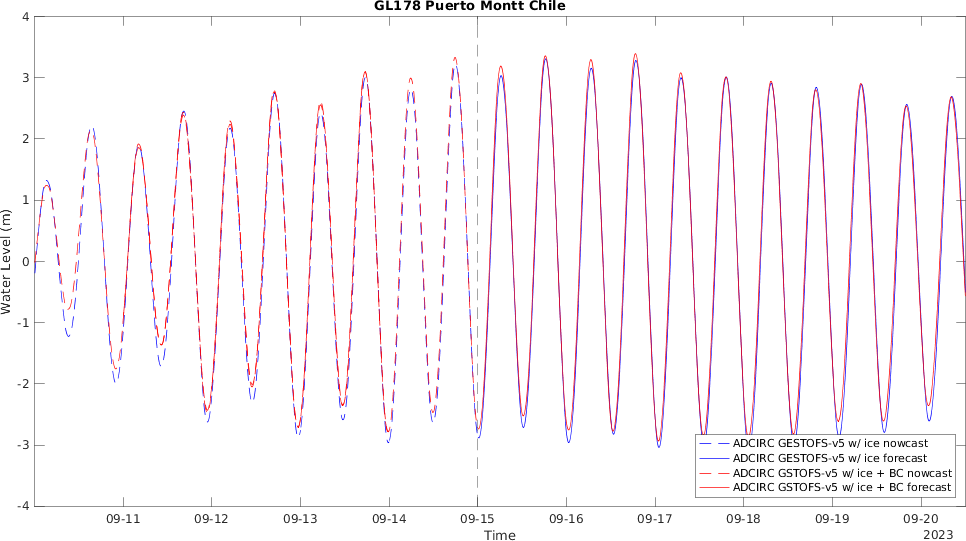 GL178 Puerto Montt Chile
4
3
2
1
0
-1
-2
-3
-4
Water Level (m)
ADCIRC GESTOFS-v5 w/ ice nowcast
ADCIRC GESTOFS-v5 w/ ice forecast
ADCIRC GSTOFS-v5 w/ ice + BC nowcast
ADCIRC GSTOFS-v5 w/ ice + BC forecast
09-11 09-12 09-13 09-14 09-15 09-16 09-17 09-18 09-19 09-20
Time
2023